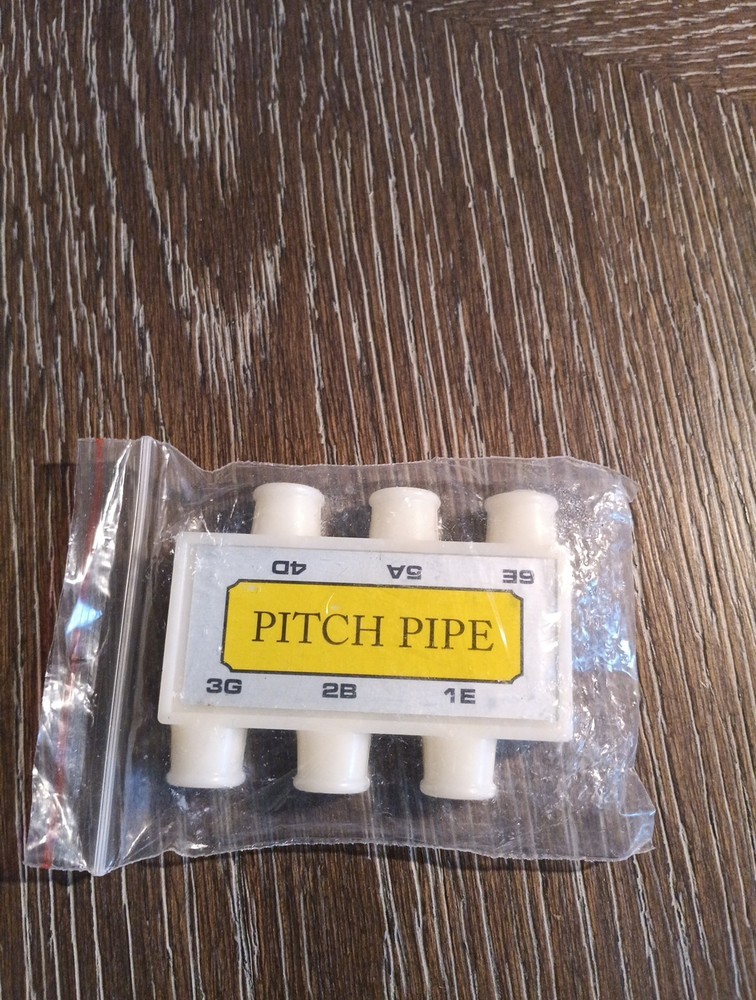 4D 5A 6E
PITCH PIPE
3G 2B 1E